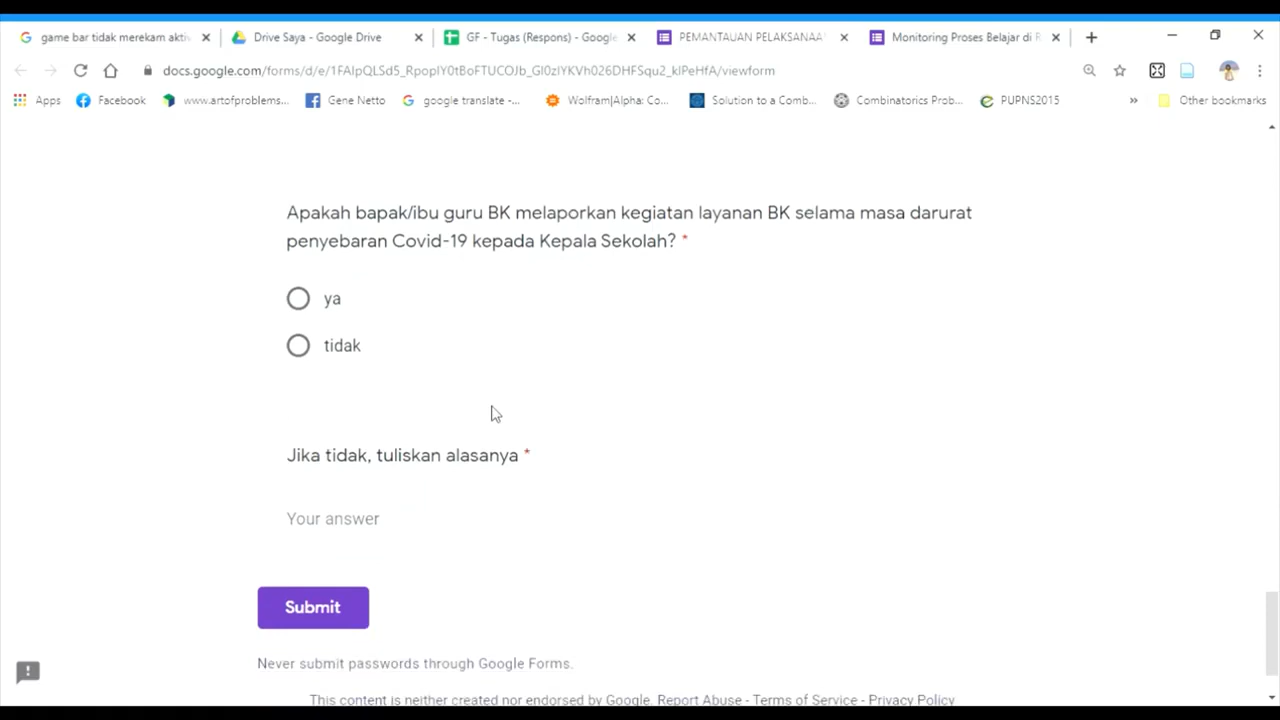 game bar tidak merekam akti
Drive Saya - Google Drive
GF - Tugas (Respons) - Google
PEMANTAUAN PELAKSANAA
Monitoring Proses Belajar di R
docs.google.com/forms/d/e/1FAIpQLSd5_RpopIY0tBoFTUCOJb_GI0zIYKVh026DHFSqu2_kIPeHfA/viewform
Apps
Facebook
www.artofproblems...
Gene Netto
google translate -...
Wolfram|Alpha: Co...
Solution to a Comb...
Combinatorics Prob...
PUPNS2015
»
Other bookmarks
Apakah bapak/ibu guru BK melaporkan kegiatan layanan BK selama masa darurat
penyebaran Covid-19 kepada Kepala Sekolah? *
ya
tidak
Jika tidak, tuliskan alasanya *
Your answer
Submit
Never submit passwords through Google Forms.
This content is neither created nor endorsed by Google. Report Abuse - Terms of Service - Privacy Policy